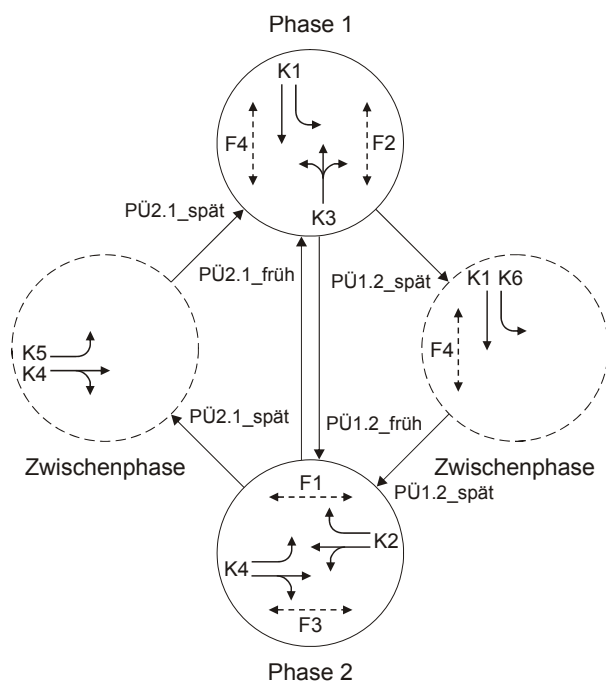 Phase 1
K1
F4
F2
K3
PÜ2.1_spät
PÜ2.1_früh
PÜ1.2_spät
K1 K6
F4
K5
K4
PÜ2.1_spät
PÜ1.2_früh
Zwischenphase
Zwischenphase
PÜ1.2_spät
F1
K2
K4
F3
Phase 2